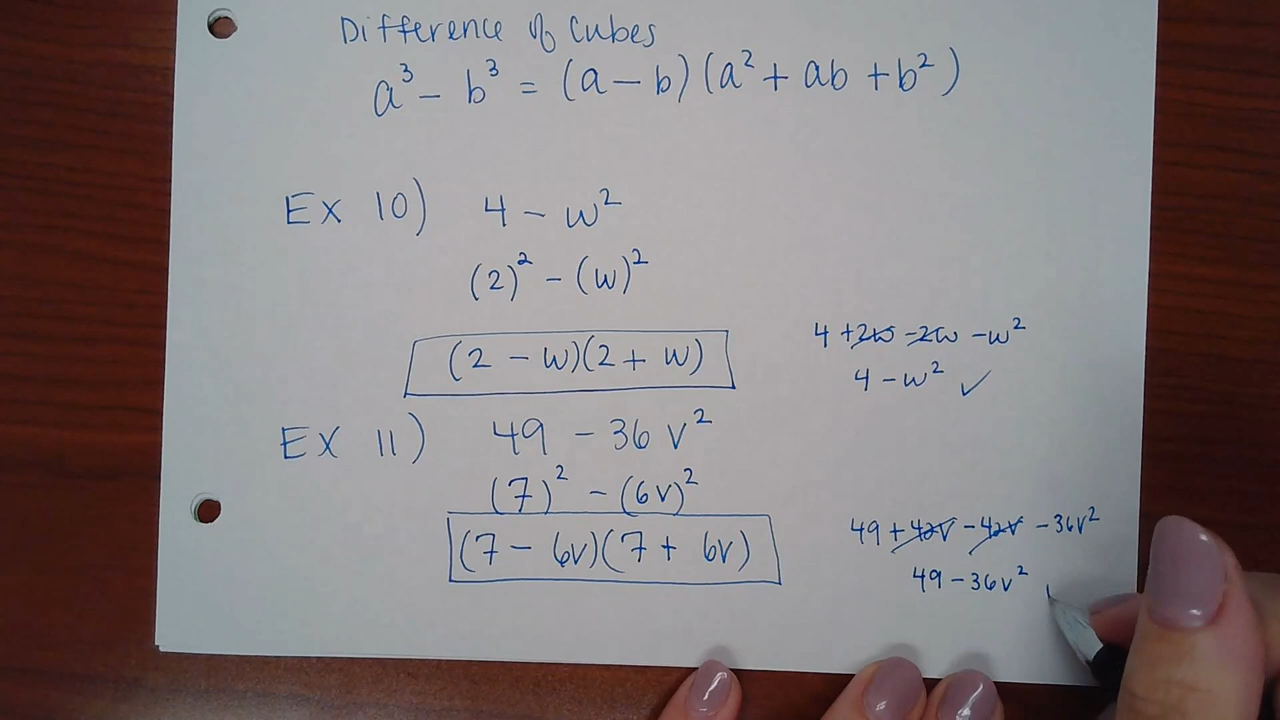 Difference of Cubes
a³ - b³ = (a - b)(a² + ab + b²)
Ex 10) 4 - w²
(2)² - (w)²
(2 - w)(2 + w)
4 + 2w - 2w - w²
4 - w² ✓
Ex 11) 49 - 36v²
(7)² - (6v)²
(7 - 6v)(7 + 6v)
49 + 42v - 42v - 36v²
49 - 36v²